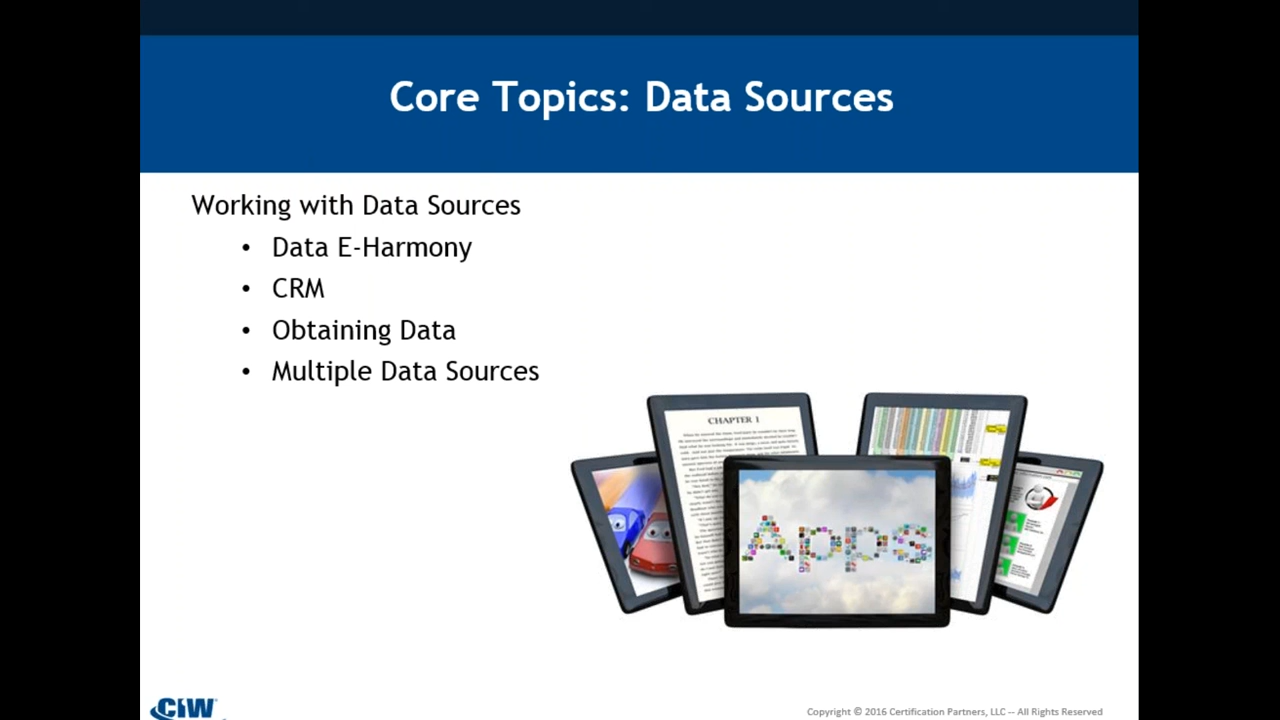 Core Topics: Data Sources
Working with Data Sources
• Data E-Harmony
• CRM
• Obtaining Data
• Multiple Data Sources
CHAPTER 1
Apps
CIW
Copyright © 2016 Certification Partners, LLC -- All Rights Reserved